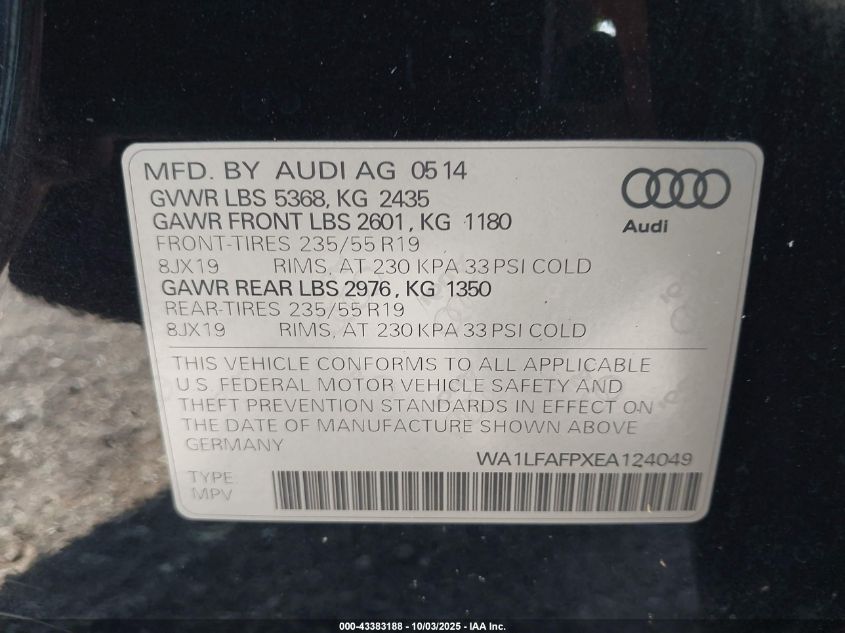 MFD. BY AUDI AG 05 14
GVWR LBS 5368, KG 2435
GAWR FRONT LBS 2601, KG 1180
FRONT-TIRES 235/55 R19
8JX19 RIMS, AT 230 KPA 33 PSI COLD
GAWR REAR LBS 2976, KG 1350
REAR-TIRES 235/55 R19
8JX19 RIMS, AT 230 KPA 33 PSI COLD
Audi
THIS VEHICLE CONFORMS TO ALL APPLICABLE
U.S. FEDERAL MOTOR VEHICLE SAFETY AND
THEFT PREVENTION STANDARDS IN EFFECT ON
THE DATE OF MANUFACTURE SHOWN ABOVE
GERMANY
WA1LFAFPXEA124049
TYPE:
MPV
000-43383188 - 10/03/2025 - IAA Inc.